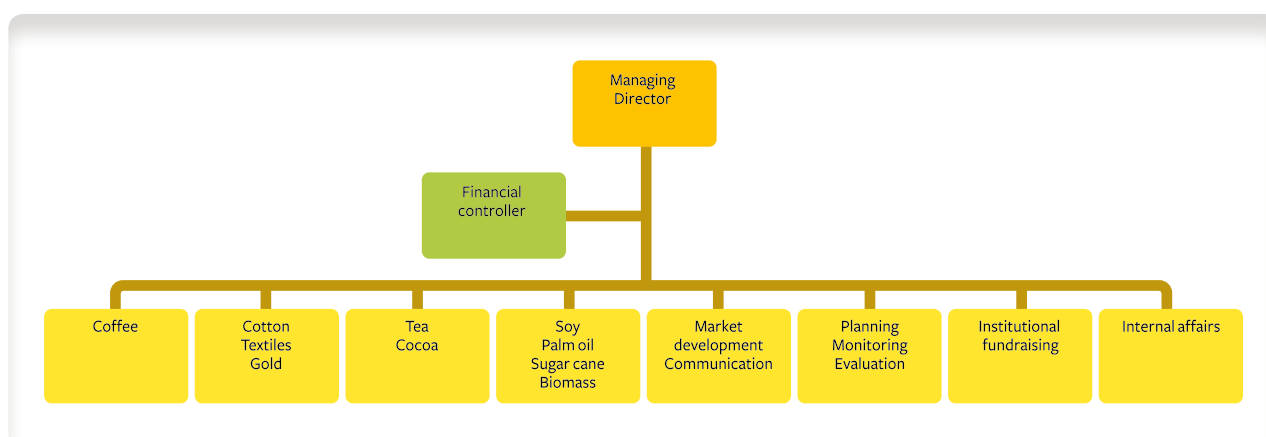 Managing
Director
Financial
controller
Coffee
Cotton
Textiles
Gold
Tea
Cocoa
Soy
Palm oil
Sugar cane
Biomass
Market
development
Communication
Planning
Monitoring
Evaluation
Institutional
fundraising
Internal affairs